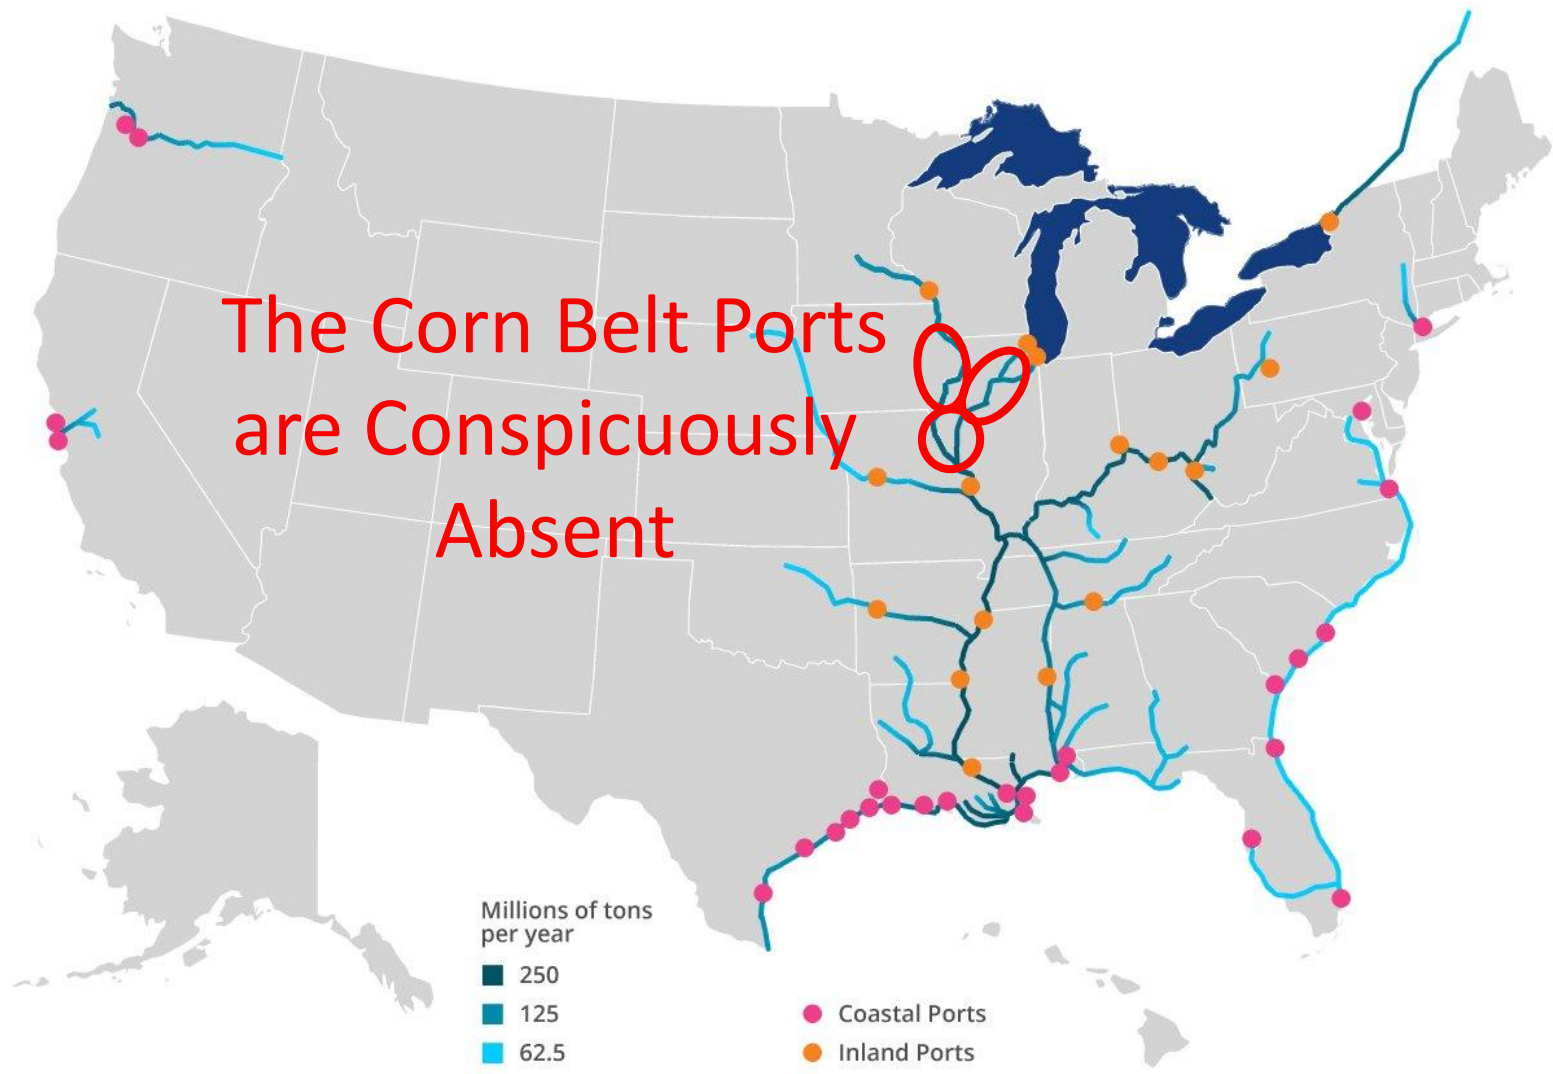 The Corn Belt Ports
are Conspicuously
Absent
Millions of tons
per year
250
125
62.5
Coastal Ports
Inland Ports